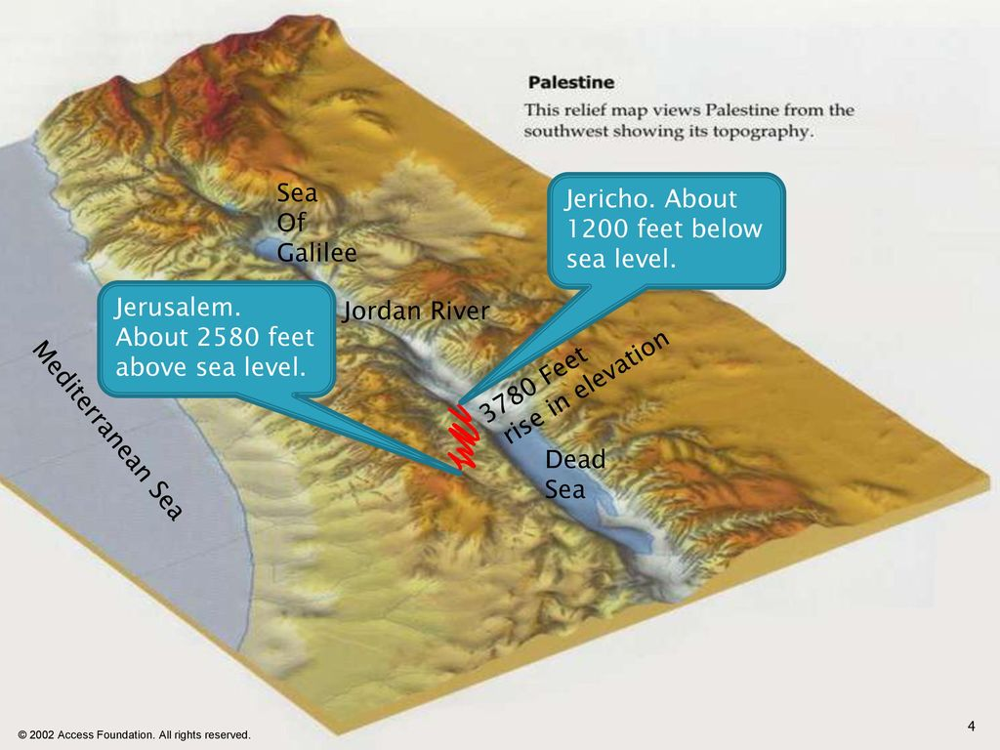 Palestine
This relief map views Palestine from the
southwest showing its topography.
Sea
Of
Galilee
Jericho. About
1200 feet below
sea level.
Jerusalem.
About 2580 feet
above sea level.
Jordan River
Mediterranean Sea
3780 Feet
rise in elevation
Dead
Sea
© 2002 Access Foundation. All rights reserved.
4